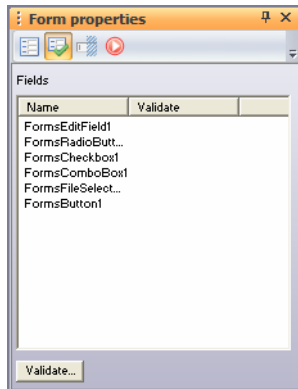 Form properties
Fields
Name Validate
FormsEditField1
FormsRadioButt...
FormsCheckbox1
FormsComboBox1
FormsFileSelect...
FormsButton1
Validate...